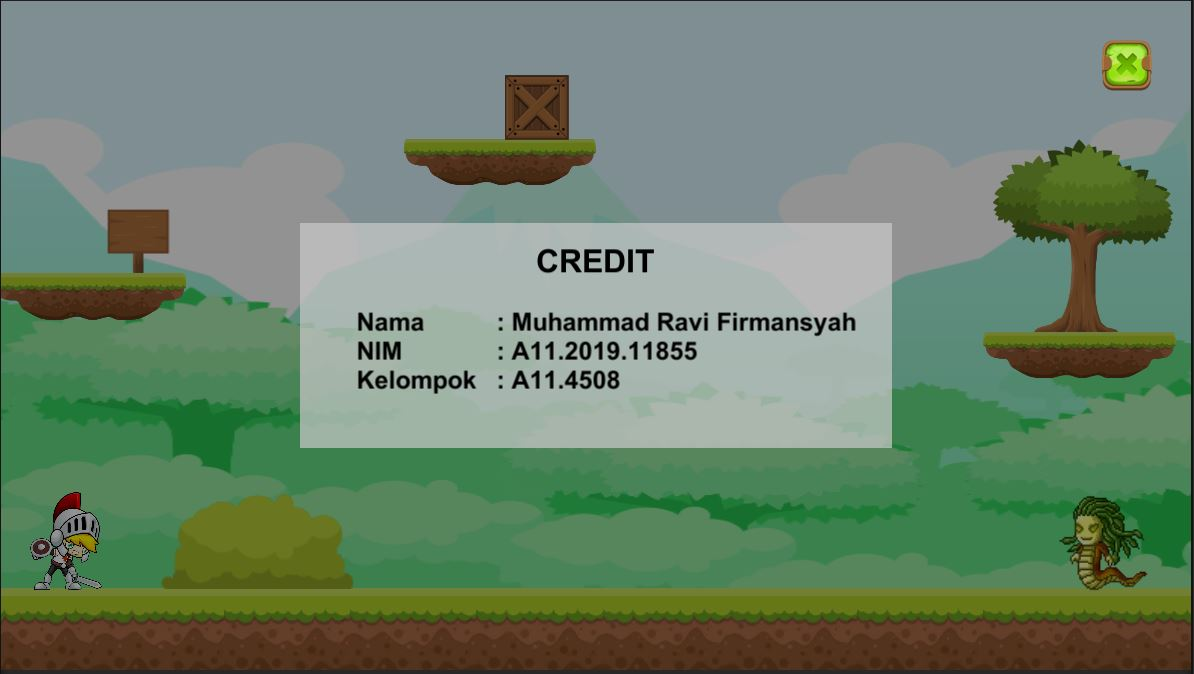 CREDIT
Nama : Muhammad Ravi Firmansyah
NIM : A11.2019.11855
Kelompok : A11.4508